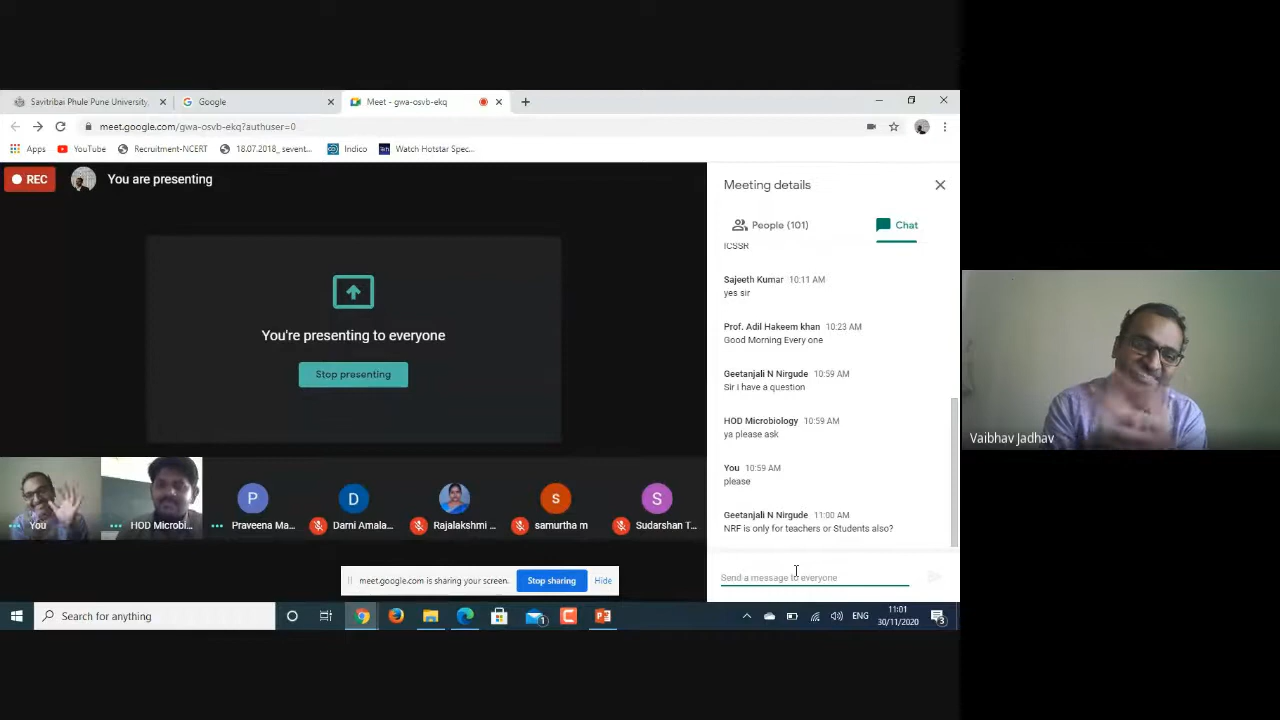 Savitribai Phule Pune University,
Google
Meet - gwa-osvb-ekq
meet.google.com/gwa-osvb-ekq?authuser=0
Apps
YouTube
Recruitment-NCERT
18.07.2018_ sevent...
Indico
Watch Hotstar Spec...
REC
You are presenting
You're presenting to everyone
Stop presenting
You
HOD Microbi...
P
Praveena Ma...
D
Darni Amala...
Rajalakshmi ...
s
samurtha m
S
Sudarshan T...
meet.google.com is sharing your screen.
Stop sharing
Hide
Meeting details
People (101)
Chat
ICSSR
Sajeeth Kumar 10:11 AM
yes sir
Prof. Adil Hakeem khan 10:23 AM
Good Morning Every one
Geetanjali N Nirgude 10:59 AM
Sir i have a question
HOD Microbiology 10:59 AM
ya please ask
You 10:59 AM
please
Geetanjali N Nirgude 11:00 AM
NRF is only for teachers or Students also?
Send a message to everyone
Vaibhav Jadhav
Search for anything
1
ENG
11:01
30/11/2020
3